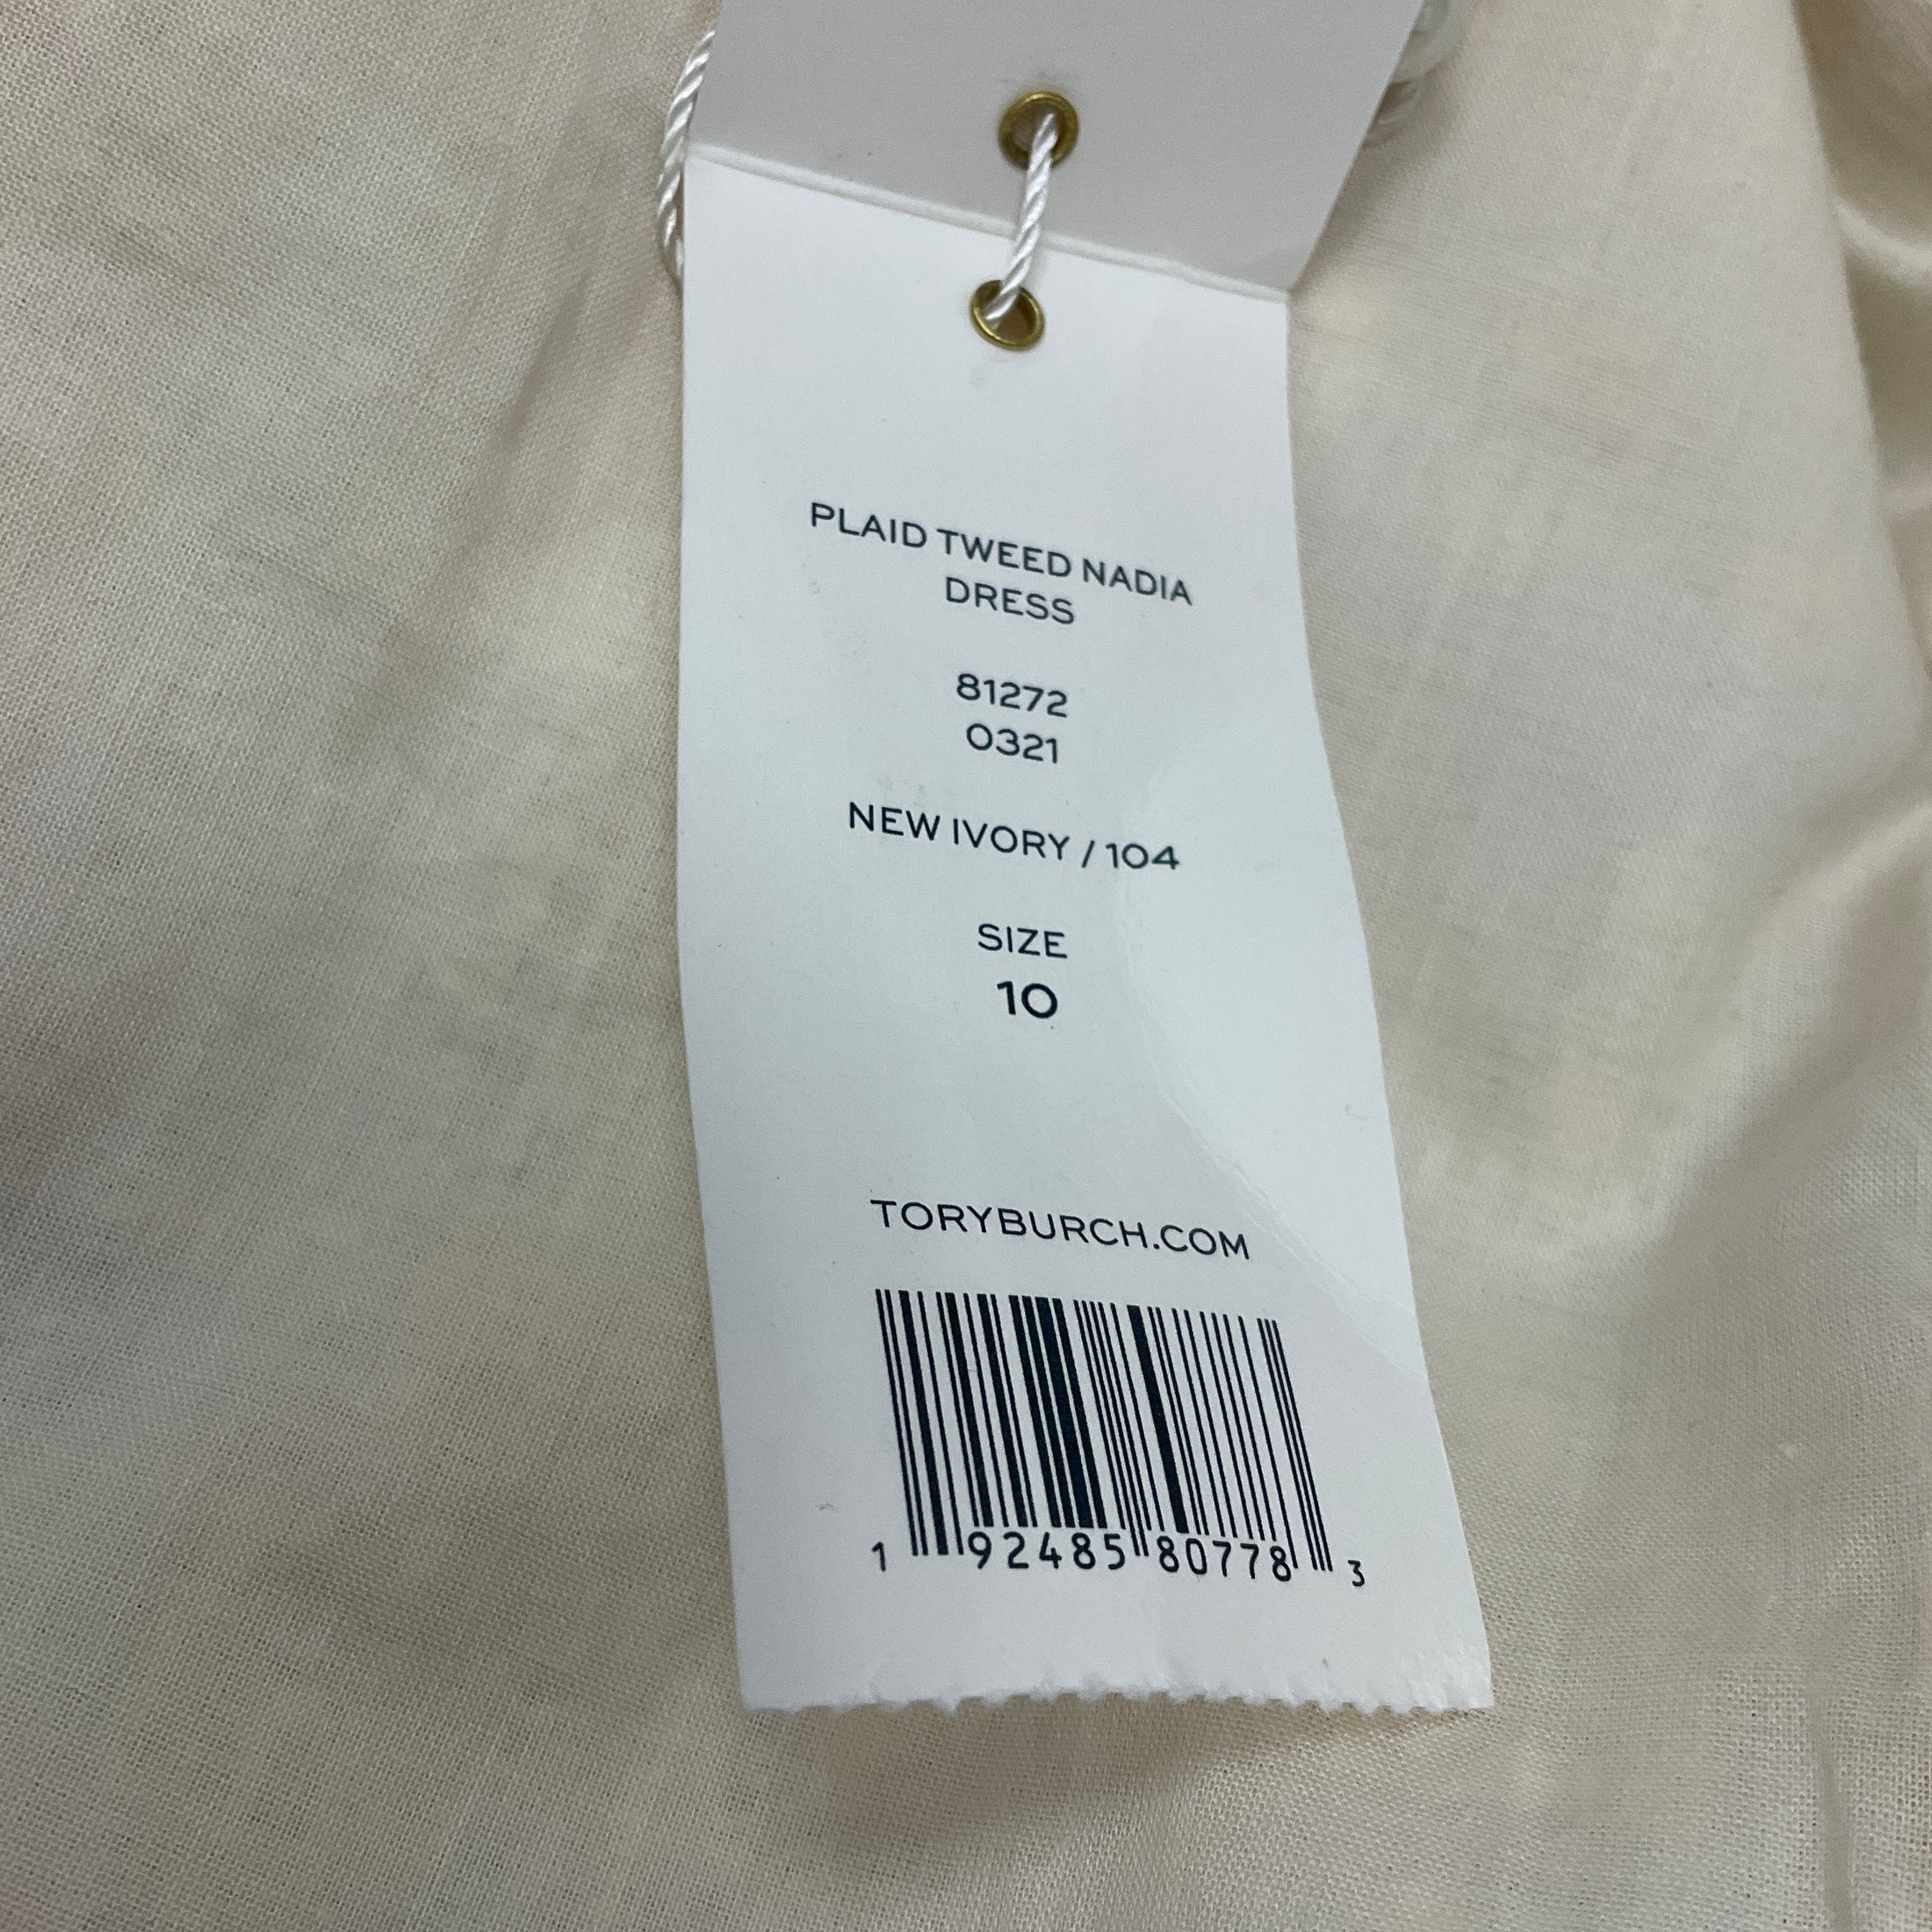 PLAID TWEED NADIA
DRESS
81272
0321
NEW IVORY / 104
SIZE
10
TORYBURCH.COM
1 92485 80778 3